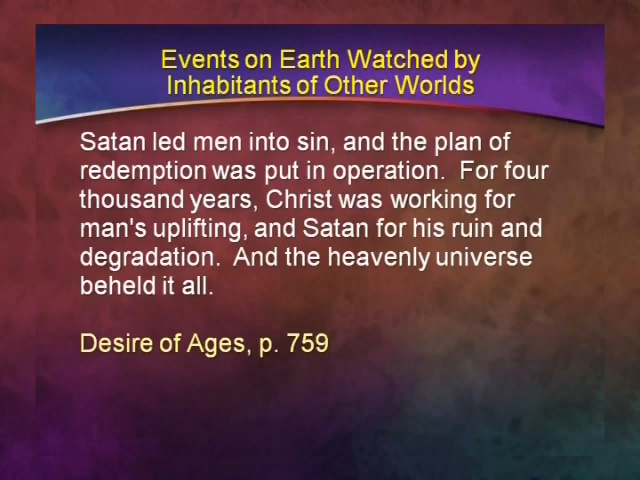 Events on Earth Watched by
Inhabitants of Other Worlds
Satan led men into sin, and the plan of
redemption was put in operation.  For four
thousand years, Christ was working for
man's uplifting, and Satan for his ruin and
degradation.  And the heavenly universe
beheld it all.
Desire of Ages, p. 759